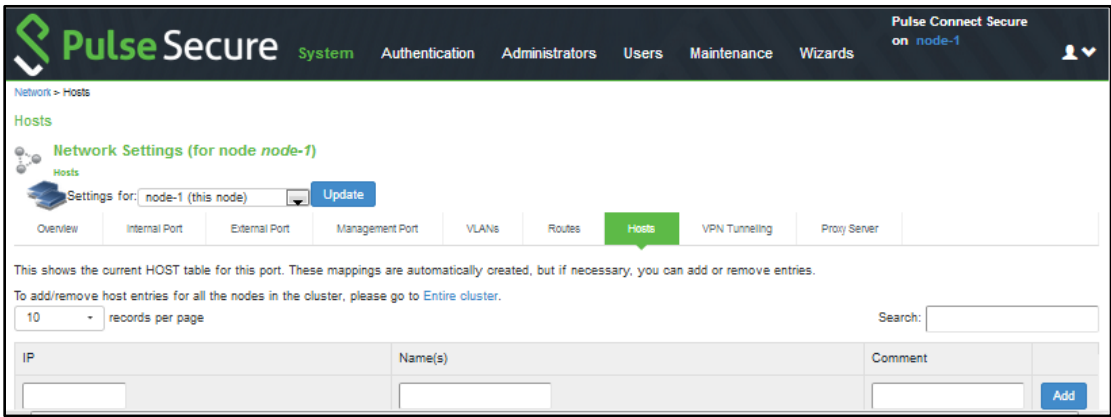 Pulse Secure System Authentication Administrators Users Maintenance Wizards Pulse Connect Secure
on node-1
Network > Hosts
Hosts
Network Settings (for node node-1)
Hosts
Settings for: node-1 (this node) Update
Overview Internal Port External Port Management Port VLANs Routes Hosts VPN Tunneling Proxy Server
This shows the current HOST table for this port. These mappings are automatically created, but if necessary, you can add or remove entries.
To add/remove host entries for all the nodes in the cluster, please go to Entire cluster.
10 records per page Search:
IP Name(s) Comment
Add